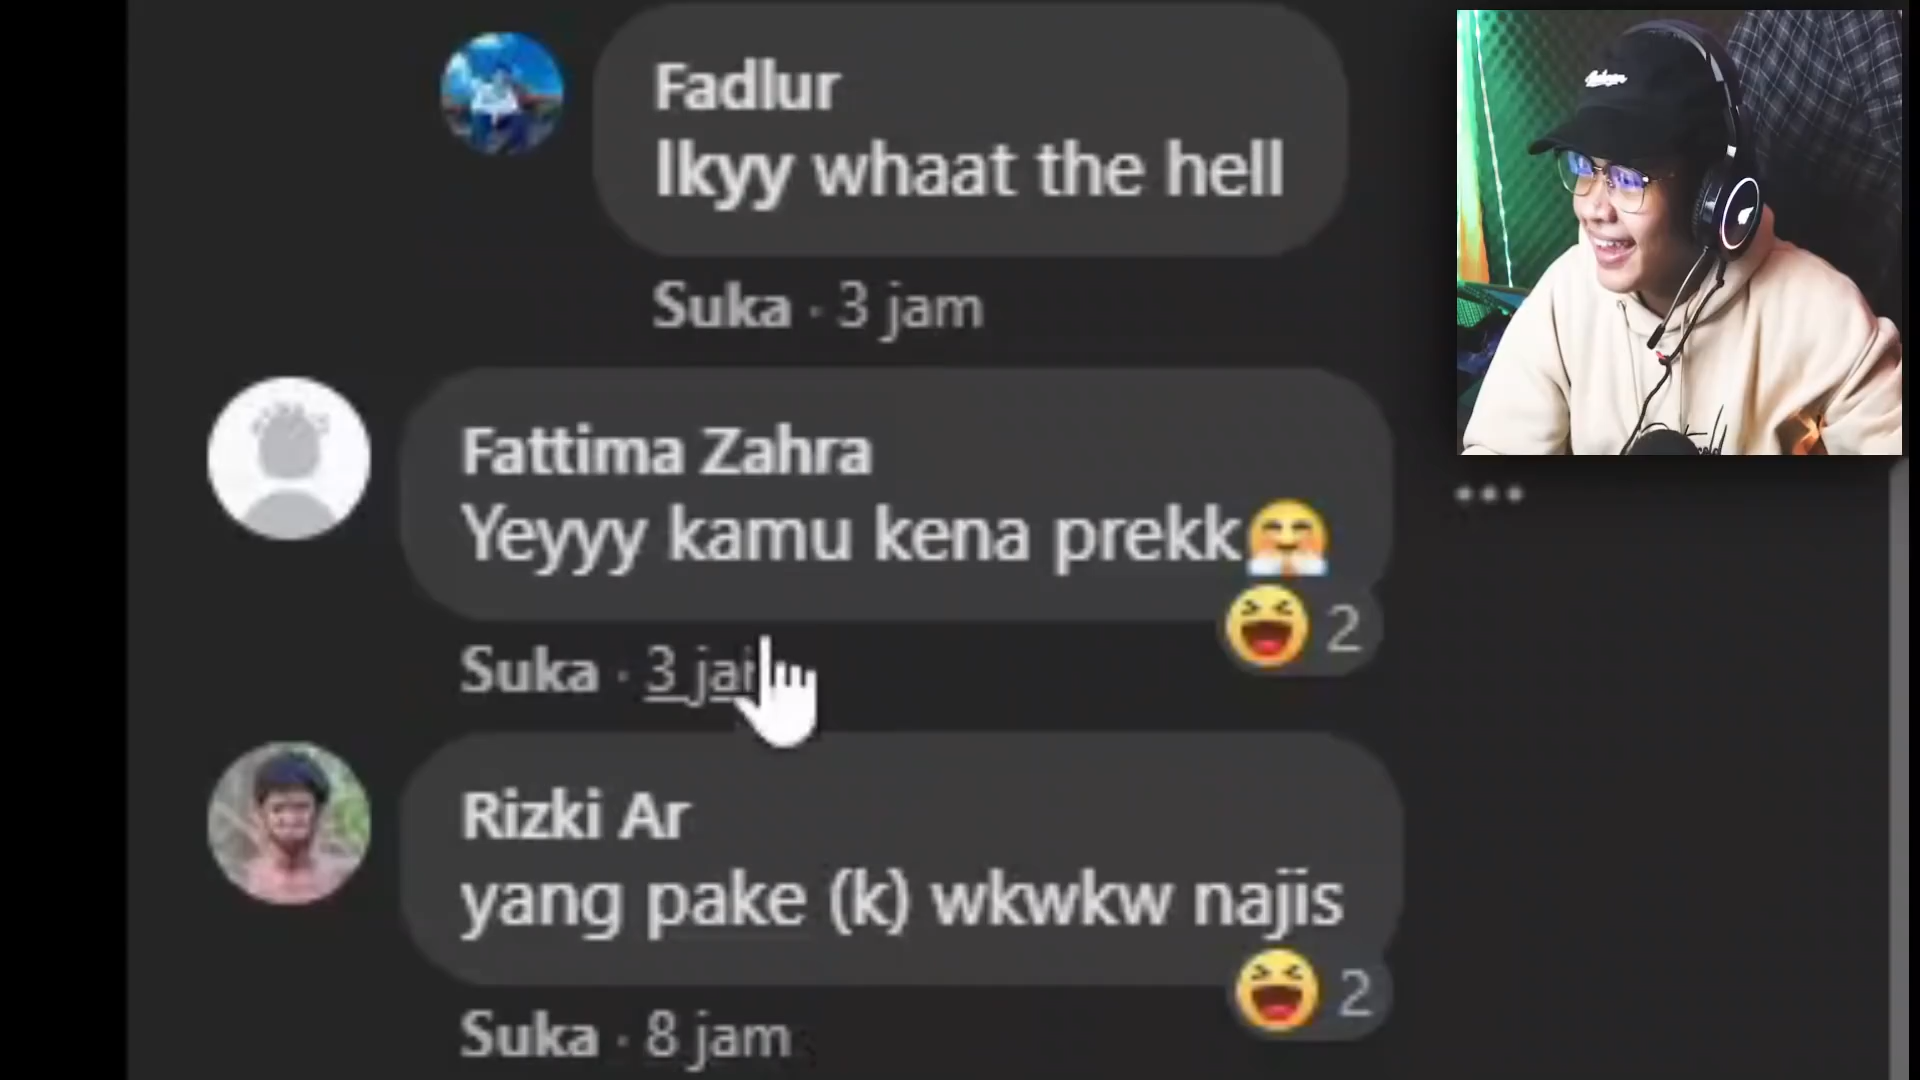 Fadlur
Ikyy whaat the hell
Suka · 3 jam
Fattima Zahra
Yeyyy kamu kena prekk🤗
2
Suka · 3
Rizki Ar
yang pake (k) wkwkw najis
2
Suka · 8 jam